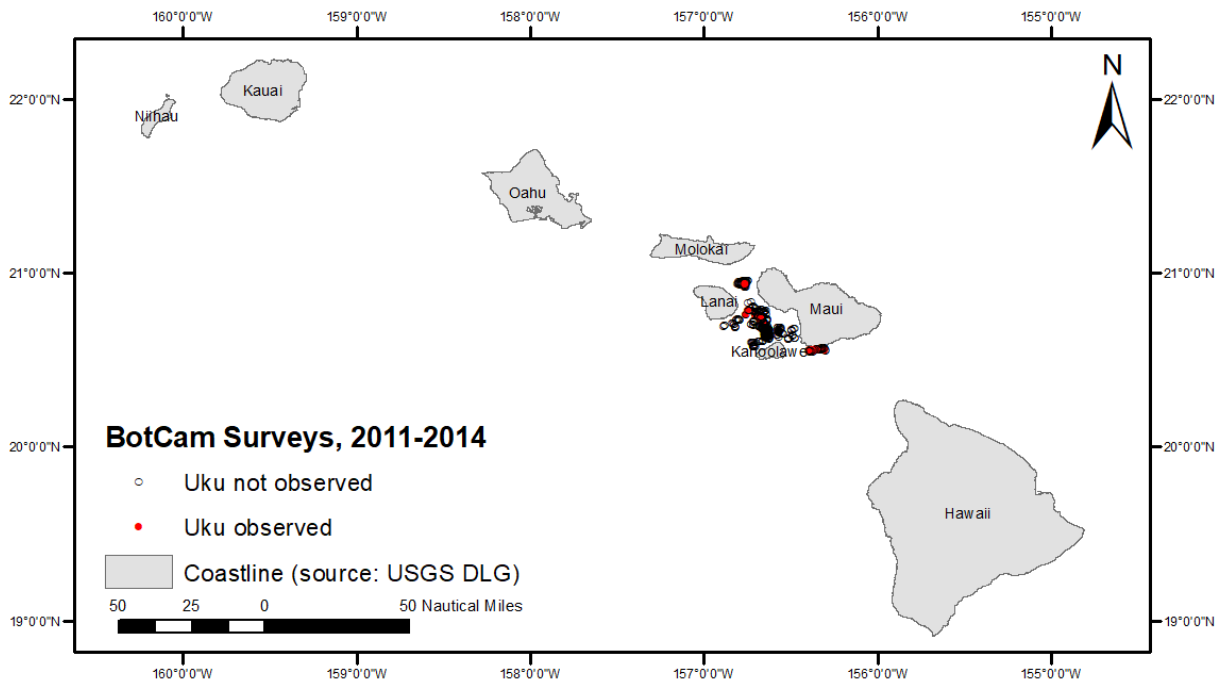 160°0'0"W 159°0'0"W 158°0'0"W 157°0'0"W 156°0'0"W 155°0'0"W
N
22°0'0"N
22°0'0"N
Kauai
Niihau
Oahu
Molokai
21°0'0"N
21°0'0"N
Lanai
Maui
Kahoolawe
BotCam Surveys, 2011-2014
20°0'0"N
20°0'0"N
Uku not observed
Uku observed
Hawaii
Coastline (source: USGS DLG)
50 25 0 50 Nautical Miles
19°0'0"N
19°0'0"N
160°0'0"W 159°0'0"W 158°0'0"W 157°0'0"W 156°0'0"W 155°0'0"W